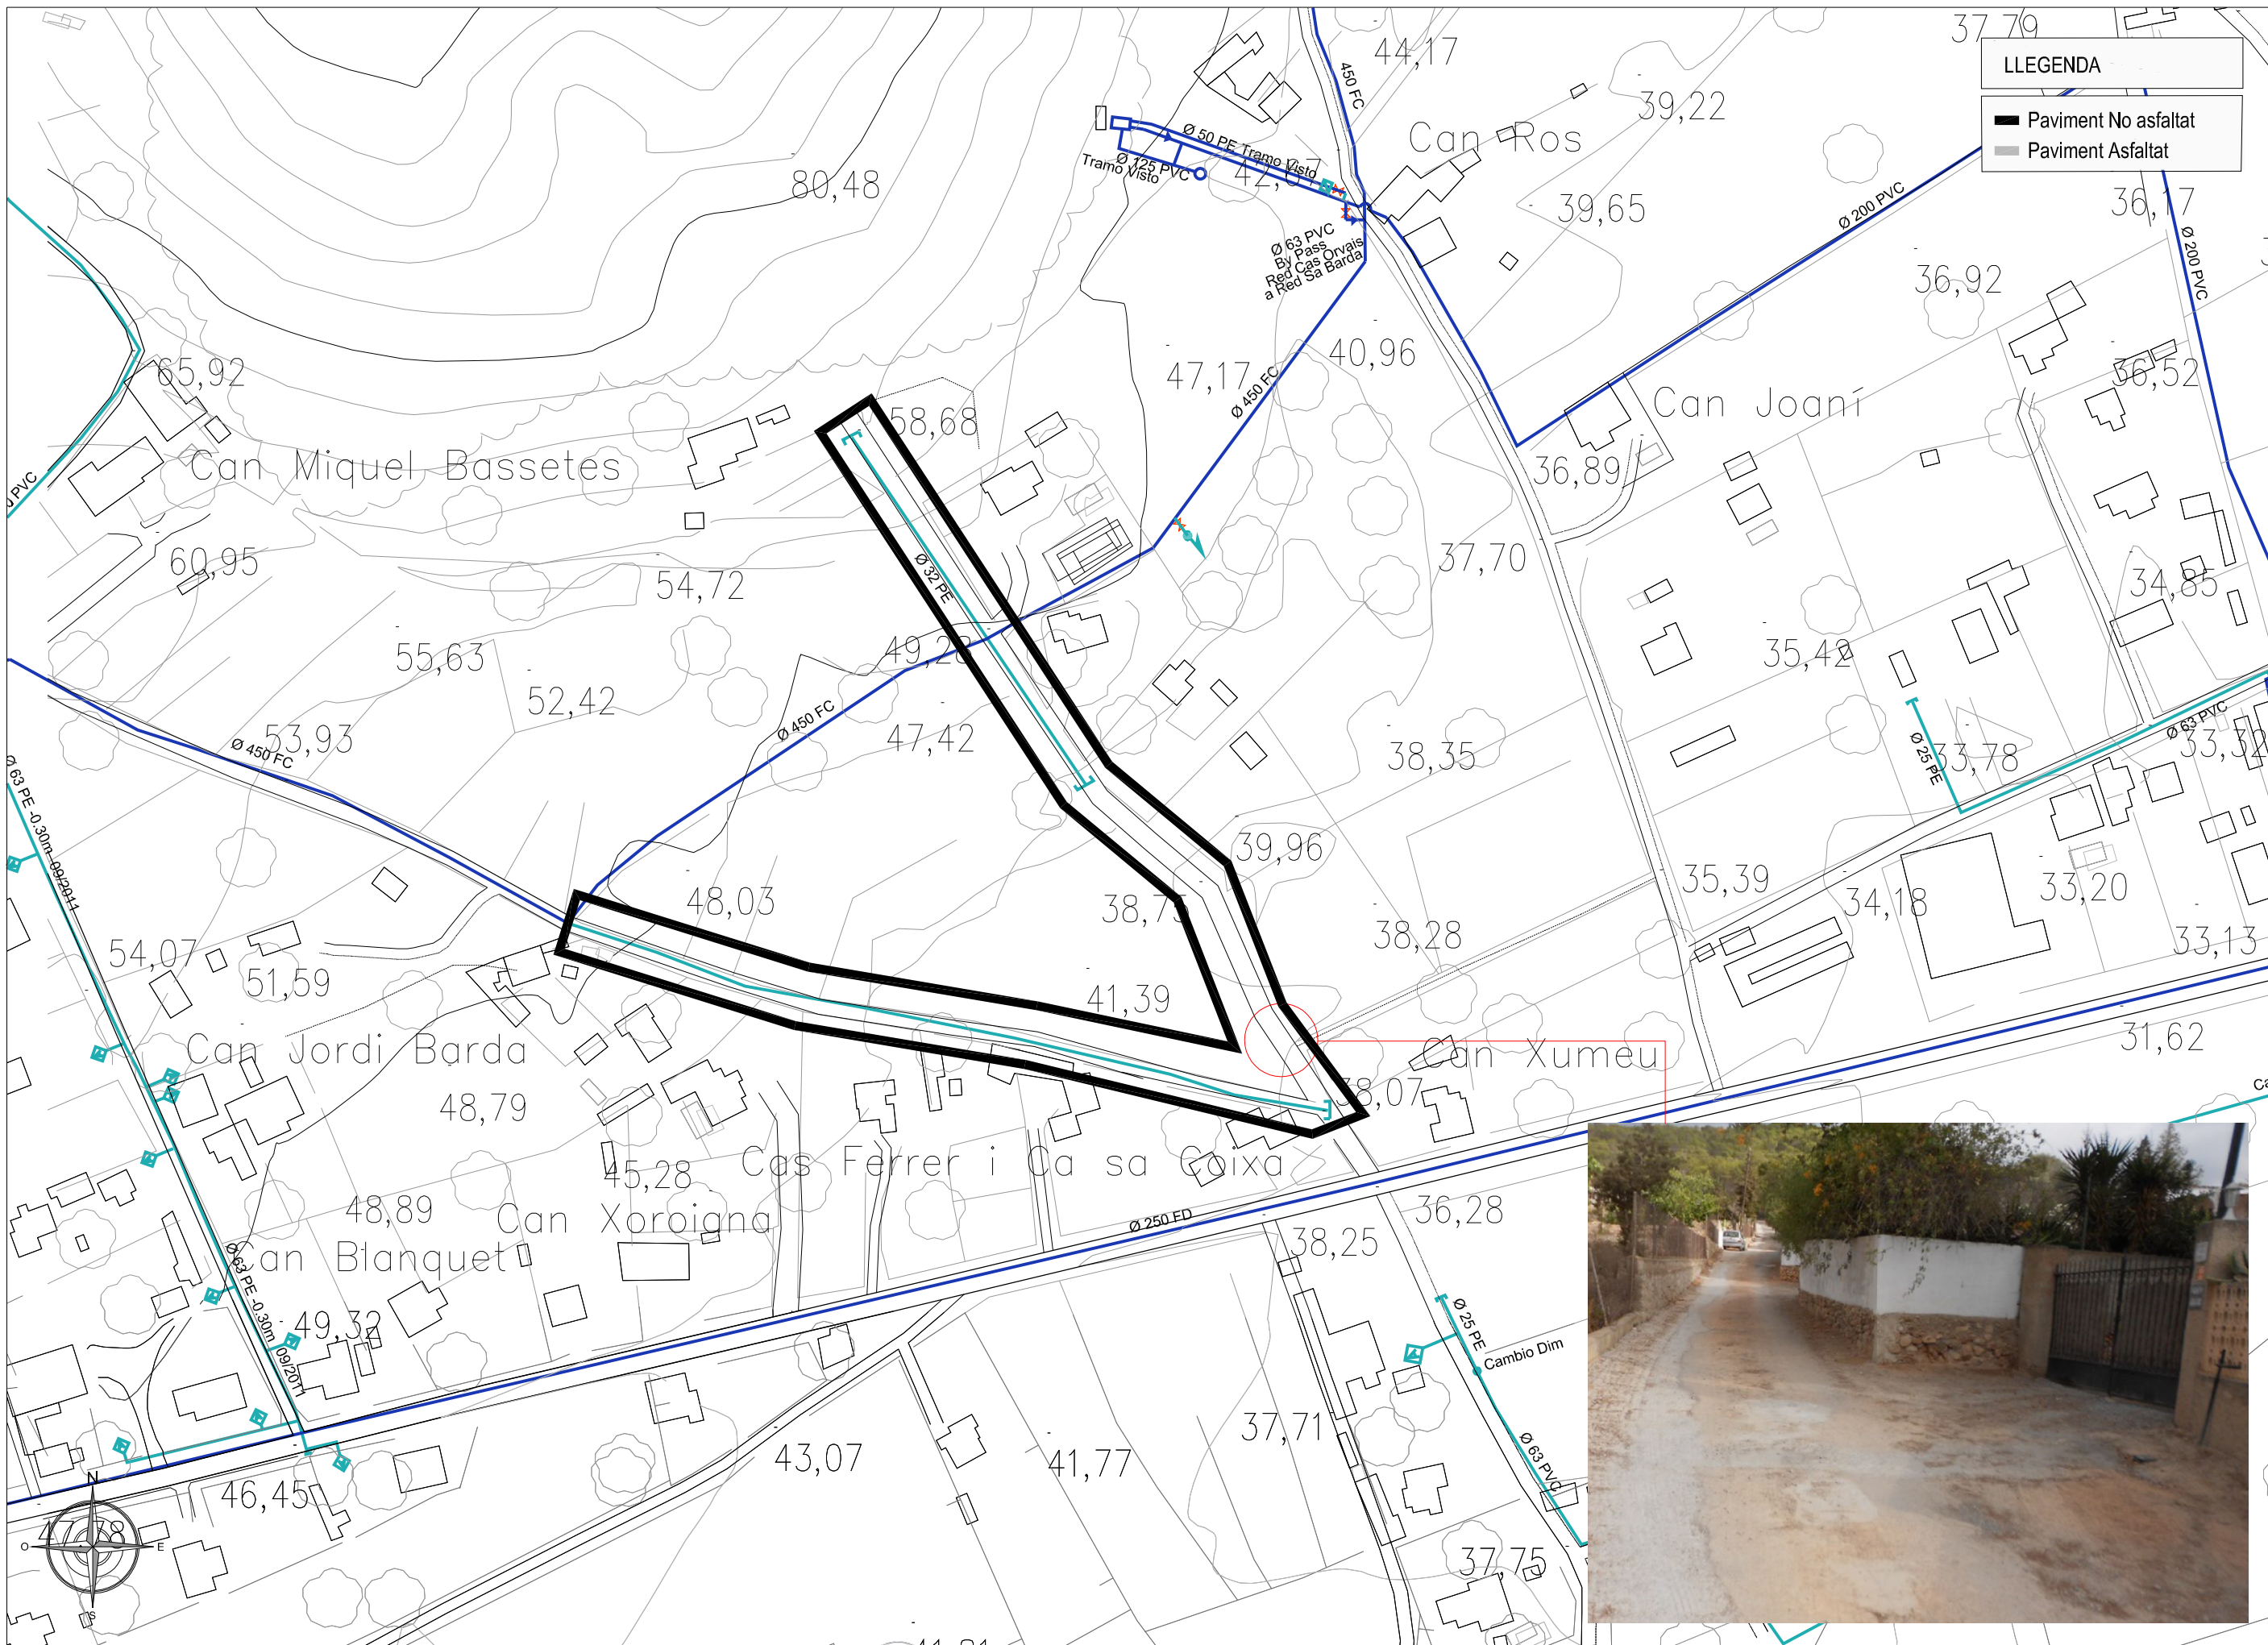 37,79
44,17
LLEGENDA
450 FC
39,22
Paviment No asfaltat
Can Ros
Ø 50 PE Tramo Visto
Paviment Asfaltat
Ø 125 PVC
Tramo Visto
42,67
80,48
39,65
Ø 200 PVC
36,17
Ø 63 PVC
By Pass
Red Cas Orvais
a Red Sa Barda
Ø 200 PVC
36,92
40,96
65,92
47,17
36,52
Ø 450 FC
58,68
Can Joaní
Can Miquel Bassetes
36,89
PVC
60,95
54,72
37,70
Ø 32 PE
34,85
55,63
49,28
35,42
52,42
53,93
Ø 450 FC
Ø 450 FC
47,42
38,35
Ø 63 PVC
33,32
33,78
Ø 25 PE
Ø 63 PE -0.30m 09/2011
39,96
48,03
38,75
35,39
33,20
34,18
38,28
33,13
54,07
51,59
41,39
31,62
Can Jordi Barda
Can Xumeu
48,79
38,07
45,28
Cas Ferrer i Ca sa Coixa
48,89
Can Xoroigna
36,28
Ø 250 FD
38,25
Can Blanquet
Ø 63 PE -0.30m 09/2011
49,32
Ø 25 PE
Cambio Dim
37,71
43,07
41,77
Ø 63 PVC
46,45
N
47,78
O
E
37,75
S